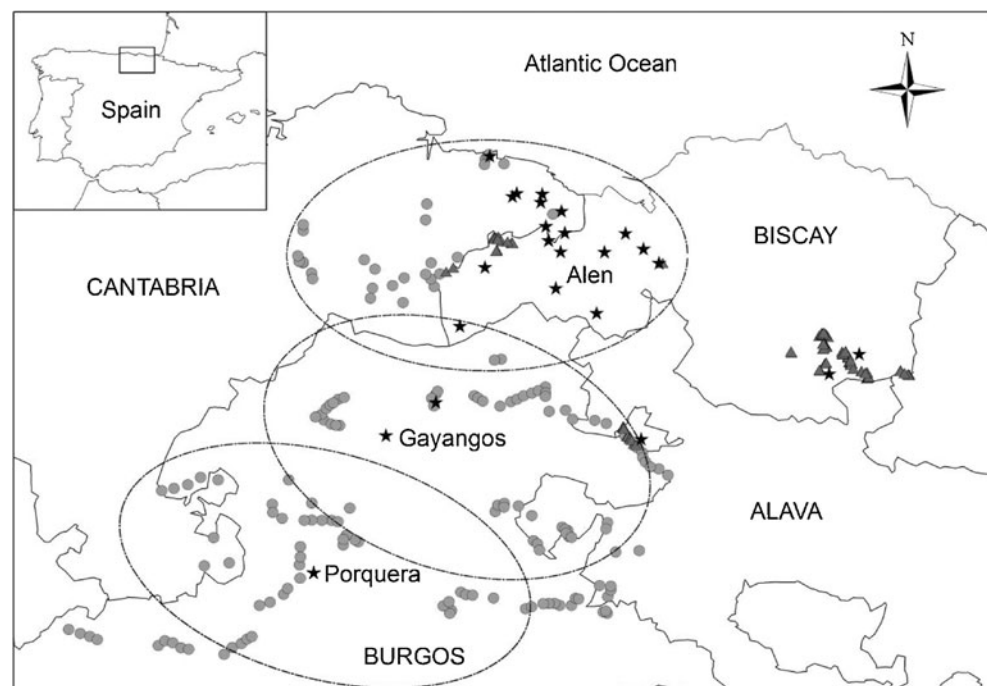 Atlantic Ocean
N
Spain
BISCAY
CANTABRIA
Alen
Gayangos
ALAVA
Porquera
BURGOS